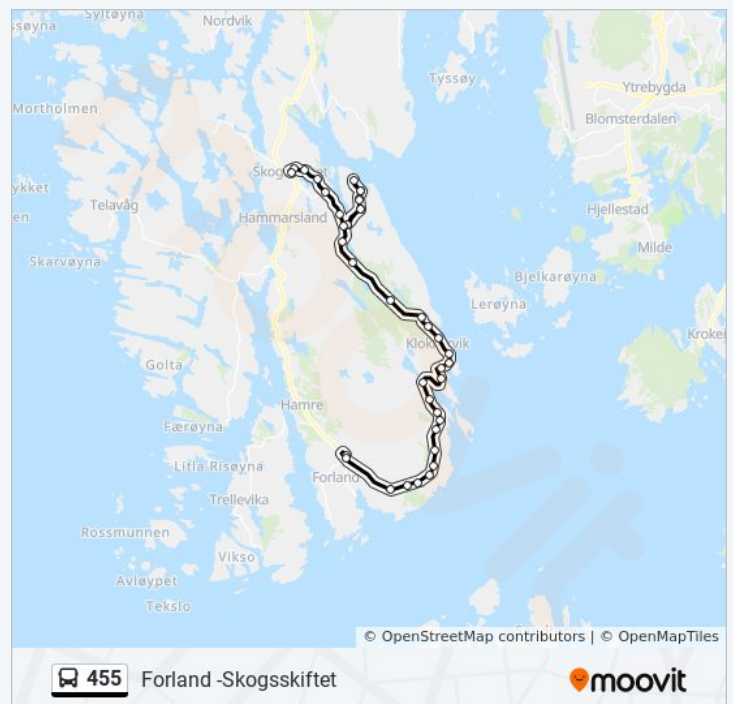 Syltøyna
Nordvik
Tyssøy
Ytrebygda
Mortholmen
Blomsterdalen
Telavåg
Hammarsland
Hjellestad
Milde
Skarvøyna
Bjelkarøyna
Lerøyna
Golta
Hamre
Færøyna
Litla Risøyna
Forland
Trellevika
Rossmunnen
Vikso
Avløypet
Tekslo
© OpenStreetMap contributors | © OpenMapTiles
455 Forland -Skogsskiftet
moovit